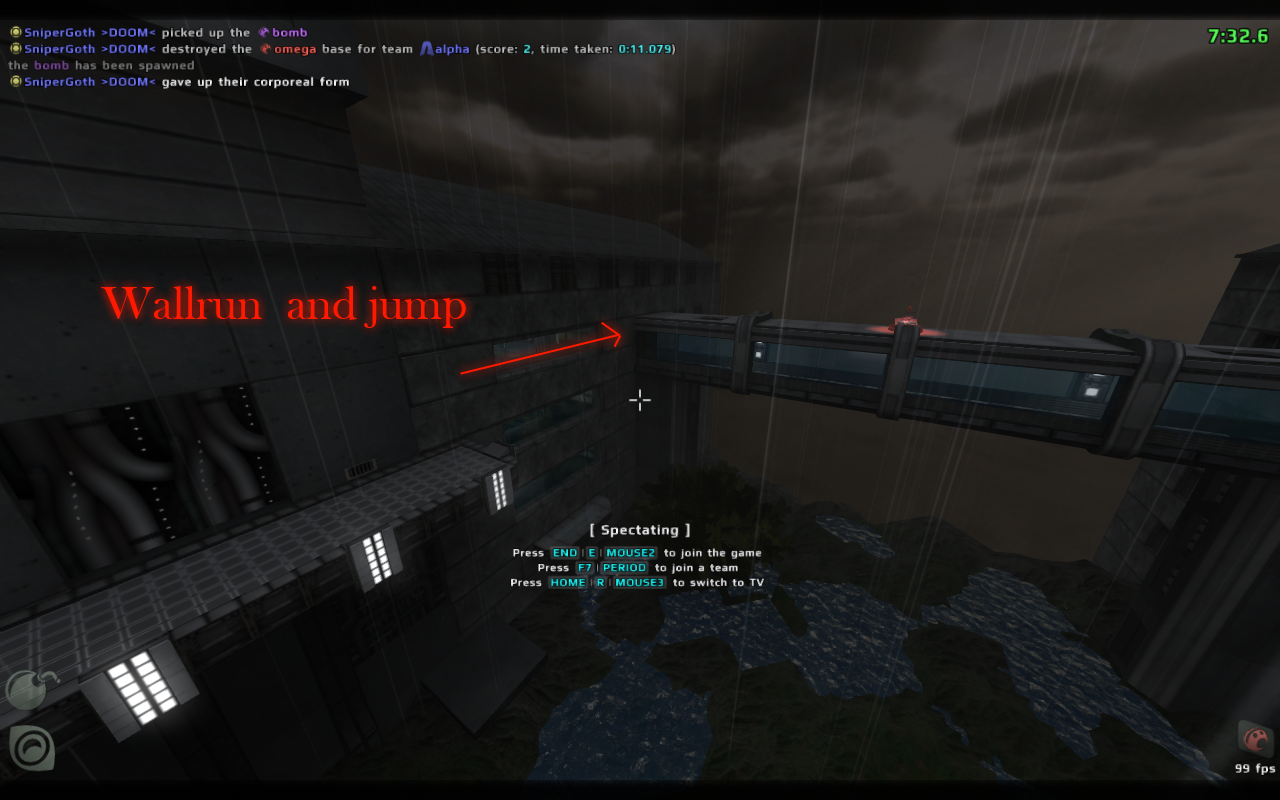 SniperGoth >DOOM< picked up the bomb
SniperGoth >DOOM< destroyed the omega base for team alpha (score: 2, time taken: 0:11.079)
the bomb has been spawned
SniperGoth >DOOM< gave up their corporeal form
7:32.6
Wallrun and jump
[ Spectating ]
Press END | E | MOUSE2 to join the game
Press F7 | PERIOD to join a team
Press HOME | R | MOUSE3 to switch to TV
99 fps